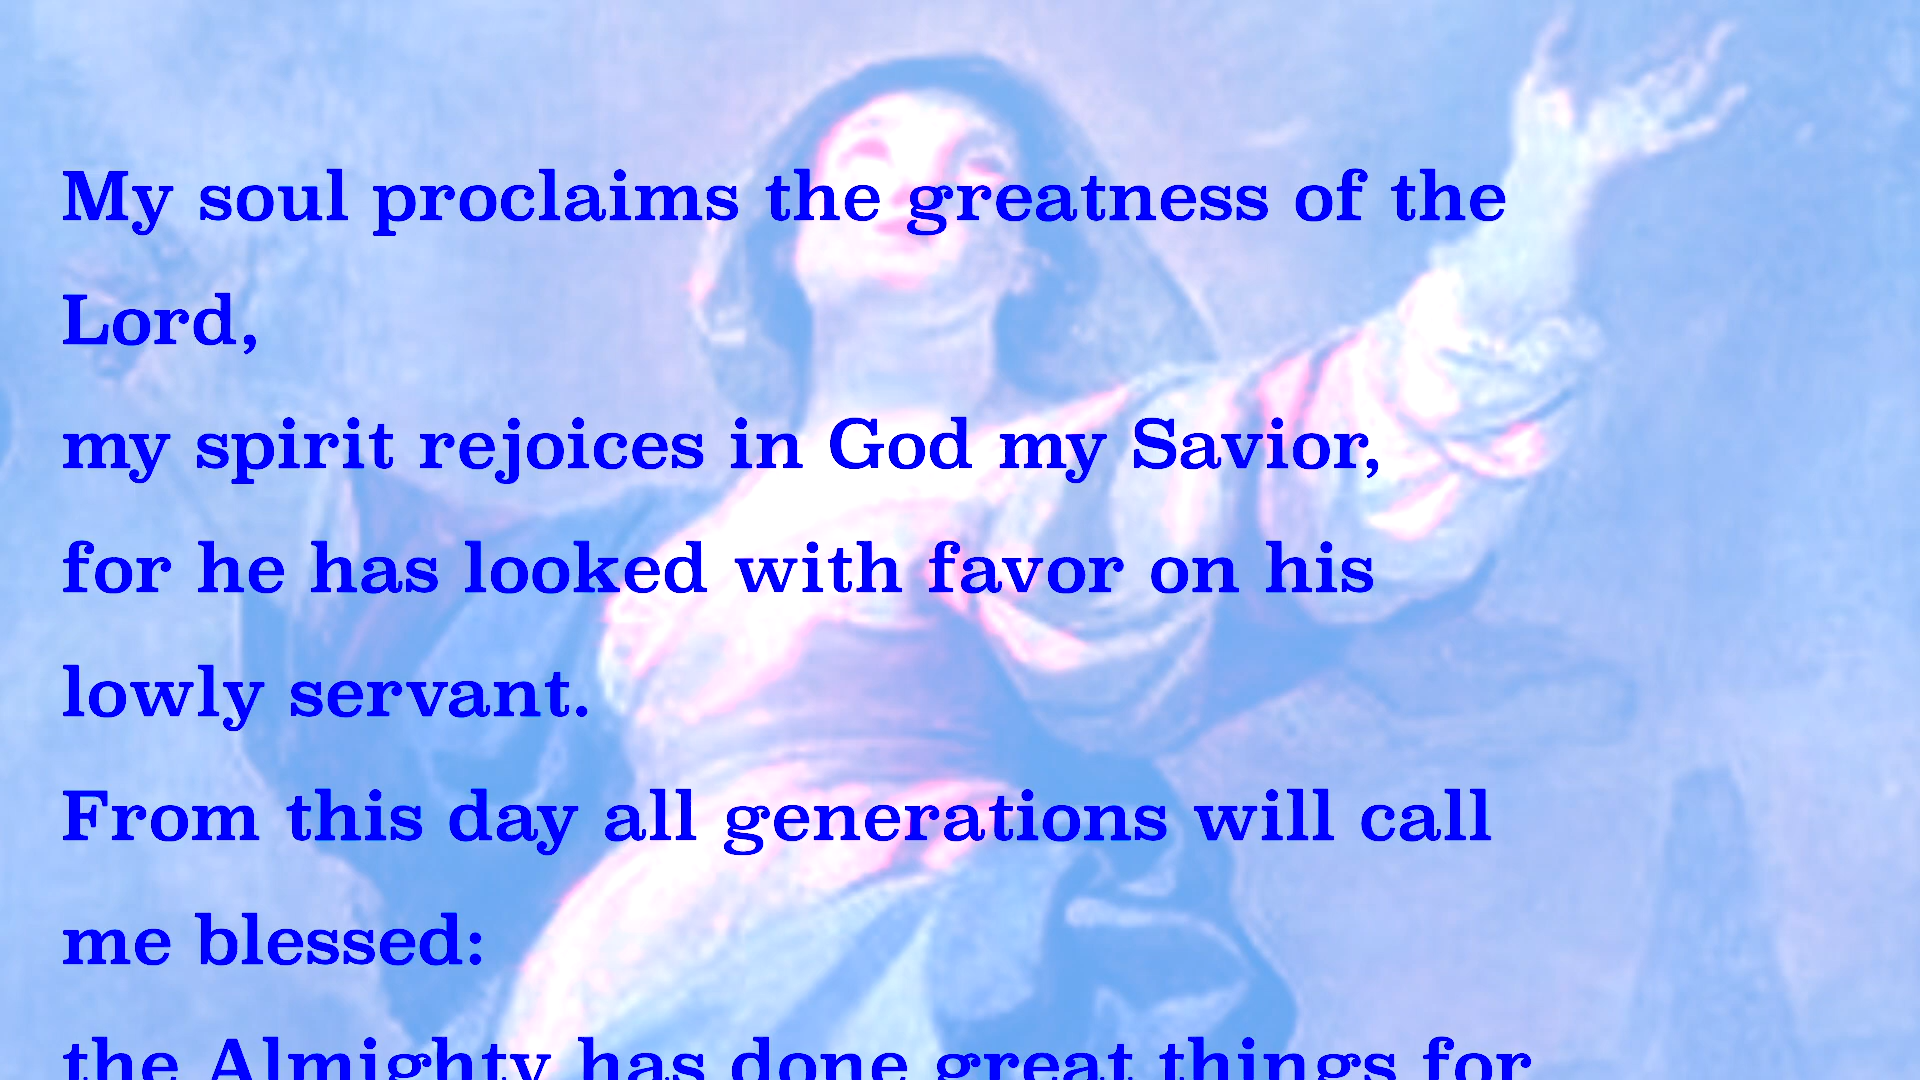 My soul proclaims the greatness of the
Lord,
my spirit rejoices in God my Savior,
for he has looked with favor on his
lowly servant.
From this day all generations will call
me blessed:
the Almighty has done great things for